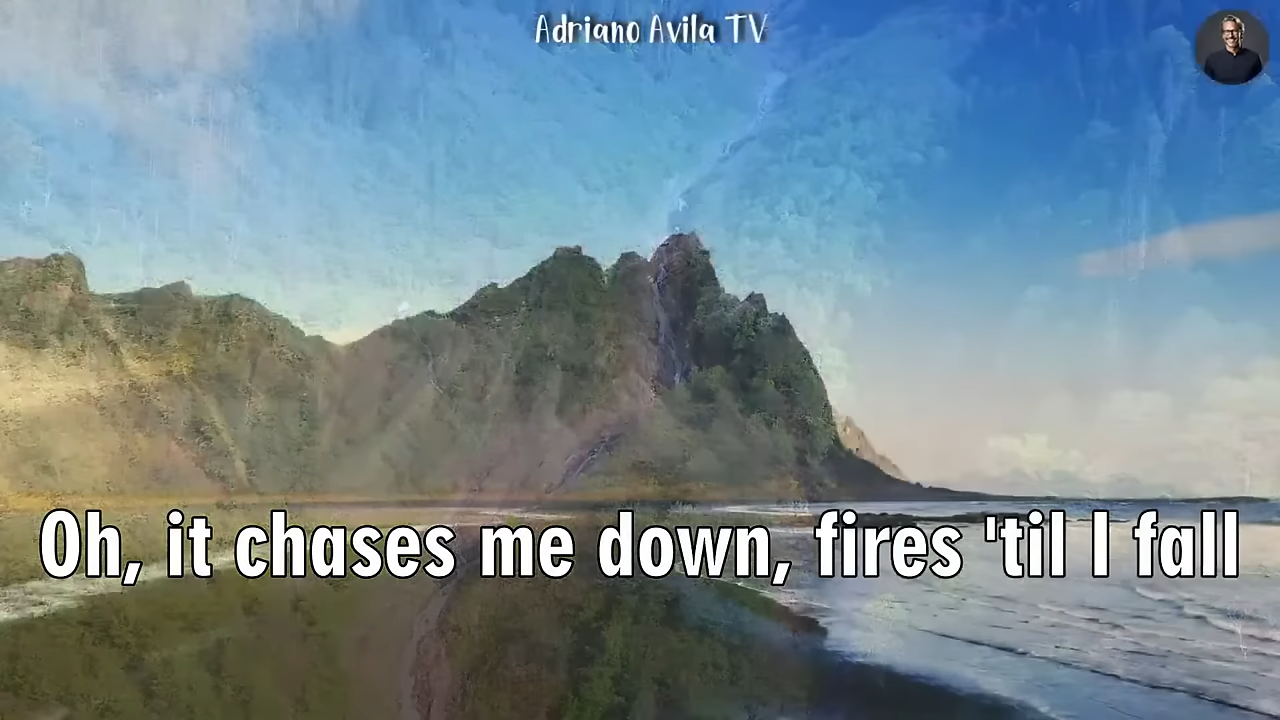 Adriano Avila TV
Oh, it chases me down, fires 'til I fall